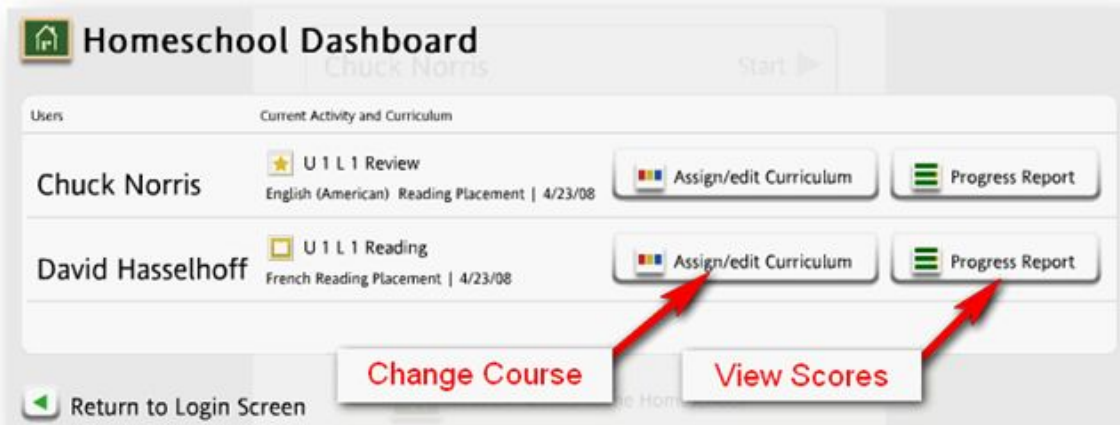 Homeschool Dashboard
Chuck Norris Start
Users Current Activity and Curriculum
U 1 L 1 Review
Chuck Norris Assign/edit Curriculum Progress Report
English (American) Reading Placement | 4/23/08
U 1 L 1 Reading
David Hasselhoff Assign/edit Curriculum Progress Report
French Reading Placement | 4/23/08
Change Course View Scores
Return to Login Screen